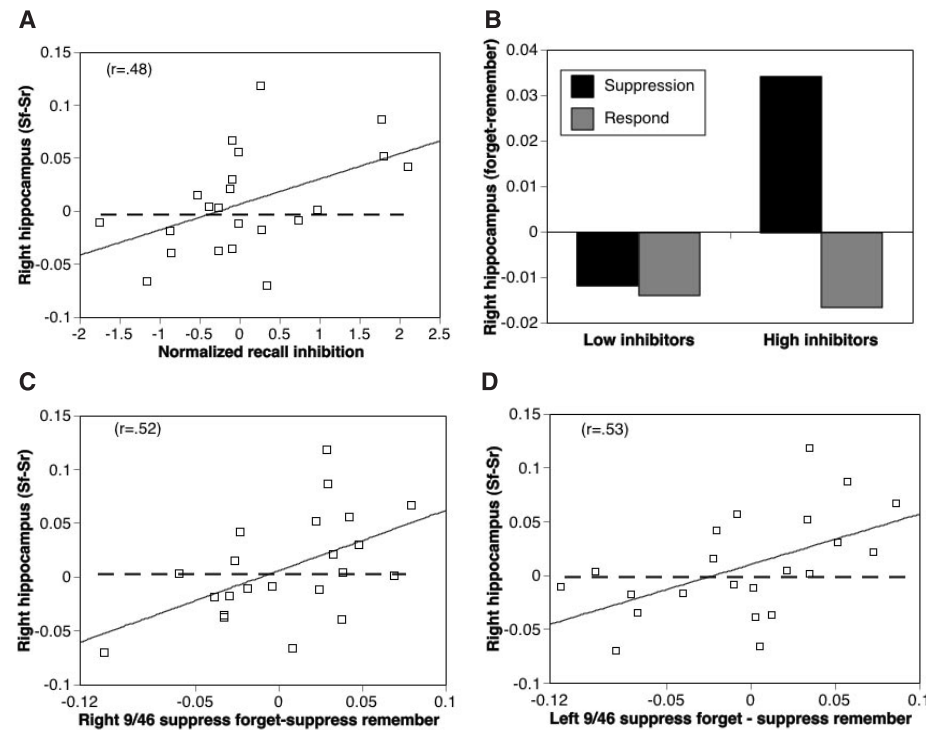 A
Right hippocampus (Sf-Sr)
(r=.48)
0.15
0.1
0.05
0
-0.05
-0.1
-2 -1.5 -1 -0.5 0 0.5 1 1.5 2 2.5
Normalized recall inhibition
B
Right hippocampus (forget-remember)
0.04
0.03
0.02
0.01
0
-0.01
-0.02
Suppression
Respond
Low inhibitors High inhibitors
C
Right hippocampus (Sf-Sr)
(r=.52)
0.15
0.1
0.05
0
-0.05
-0.1
-0.12 -0.05 0 0.05 0.1
Right 9/46 suppress forget-suppress remember
D
Right hippocampus (Sf-Sr)
(r=.53)
0.15
0.1
0.05
0
-0.05
-0.1
-0.12 -0.05 0 0.05 0.1
Left 9/46 suppress forget - suppress remember